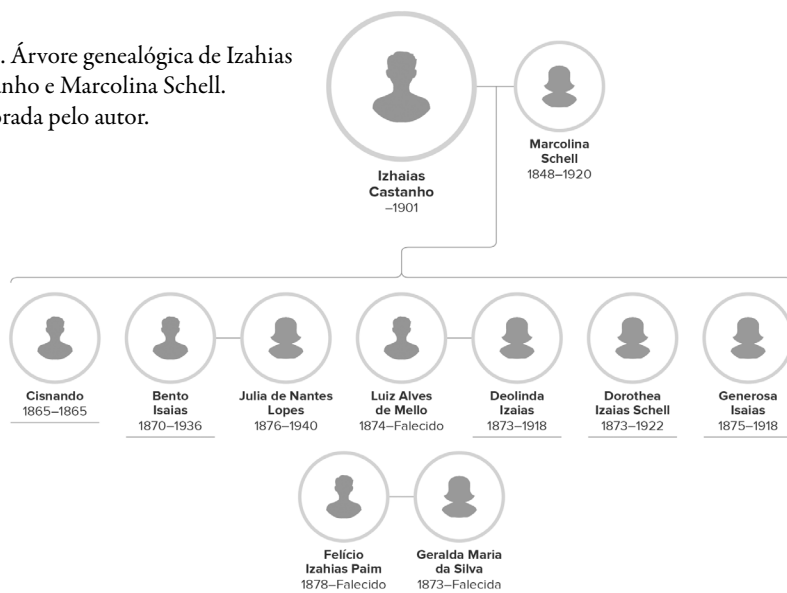 . Árvore genealógica de Izahias
anho e Marcolina Schell.
orada pelo autor.
Izhaias
Castanho
–1901
Marcolina
Schell
1848–1920
Cisnando
1865–1865
Bento
Isaias
1870–1936
Julia de Nantes
Lopes
1876–1940
Luiz Alves
de Mello
1874–Falecido
Deolinda
Izaias
1873–1918
Dorothea
Izaias Schell
1873–1922
Generosa
Isaias
1875–1918
Felício
Izahias Paim
1878–Falecido
Geralda Maria
da Silva
1873–Falecida